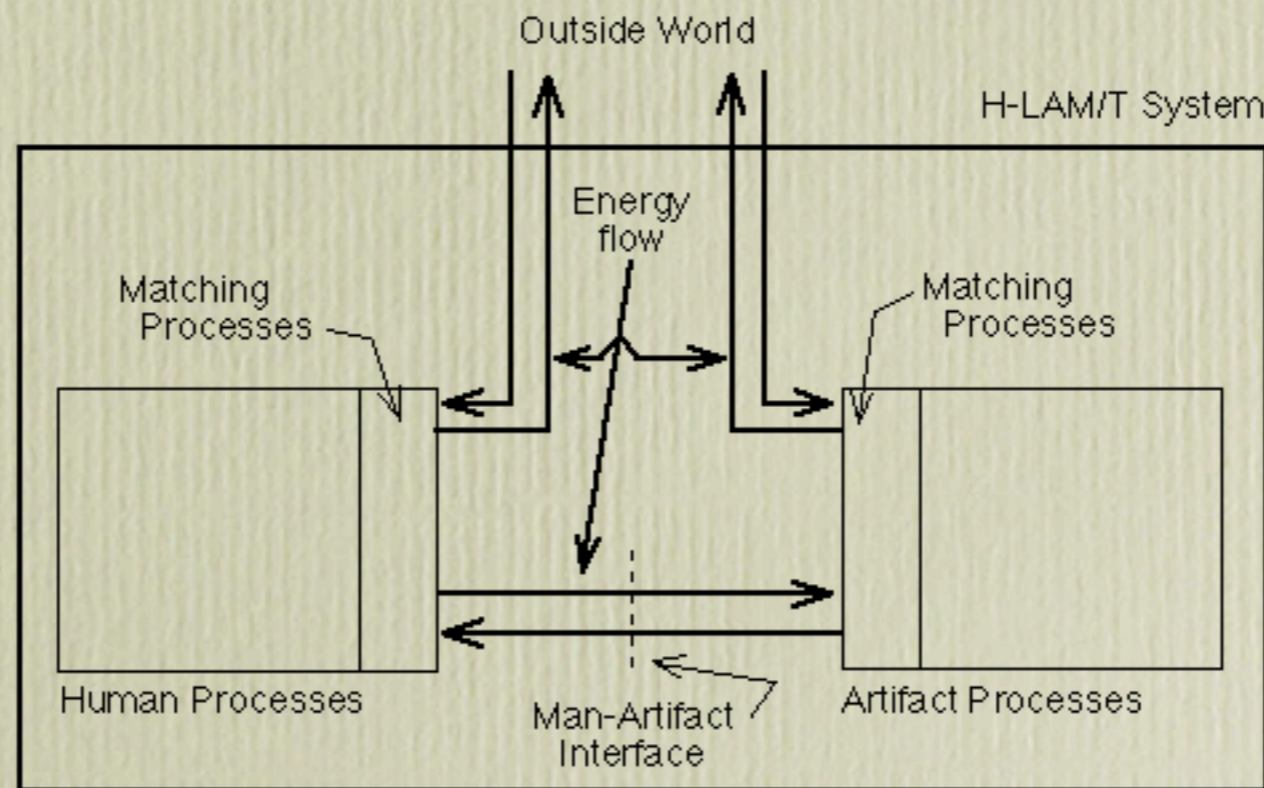 Outside World
H-LAM/T System
Energy
flow
Matching
Processes
Matching
Processes
Human Processes
Man-Artifact
Interface
Artifact Processes